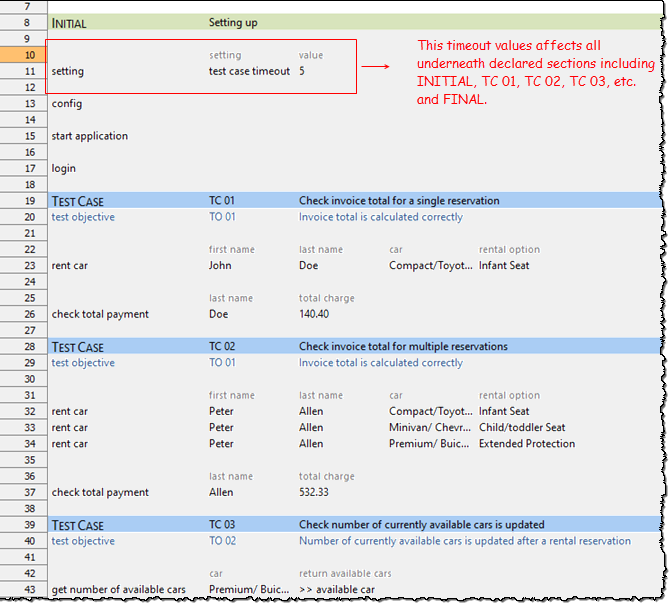 7
8 INITIAL Setting up
9
10 setting value
11 setting test case timeout 5
12
13 config
14
15 start application
16
17 login
18
19 TEST CASE TC 01 Check invoice total for a single reservation
20 test objective TO 01 Invoice total is calculated correctly
21
22 first name last name car rental option
23 rent car John Doe Compact/Toyot... Infant Seat
24
25 last name total charge
26 check total payment Doe 140.40
27
28 TEST CASE TC 02 Check invoice total for multiple reservations
29 test objective TO 01 Invoice total is calculated correctly
30
31 first name last name car rental option
32 rent car Peter Allen Compact/Toyot... Infant Seat
33 rent car Peter Allen Minivan/ Chevr... Child/toddler Seat
34 rent car Peter Allen Premium/ Buic... Extended Protection
35
36 last name total charge
37 check total payment Allen 532.33
38
39 TEST CASE TC 03 Check number of currently available cars is updated
40 test objective TO 02 Number of currently available cars is updated after a rental reservation
41
42 car return available cars
43 get number of available cars Premium/ Buic... >> available car
This timeout values affects all
underneath declared sections including
INITIAL, TC 01, TC 02, TC 03, etc.
and FINAL.